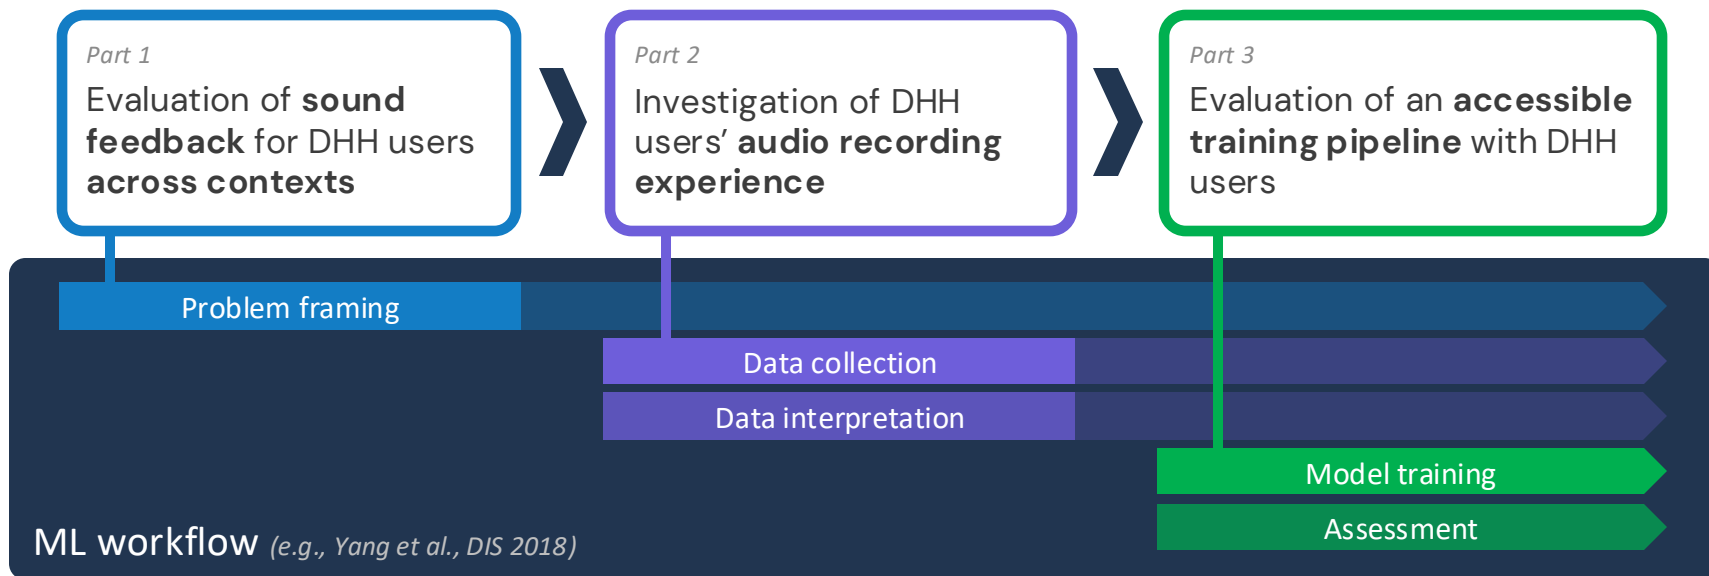 Part 1
Evaluation of sound
feedback for DHH users
across contexts
Part 2
Investigation of DHH
users’ audio recording
experience
Part 3
Evaluation of an accessible
training pipeline with DHH
users
Problem framing
Data collection
Data interpretation
Model training
Assessment
ML workflow (e.g., Yang et al., DIS 2018)